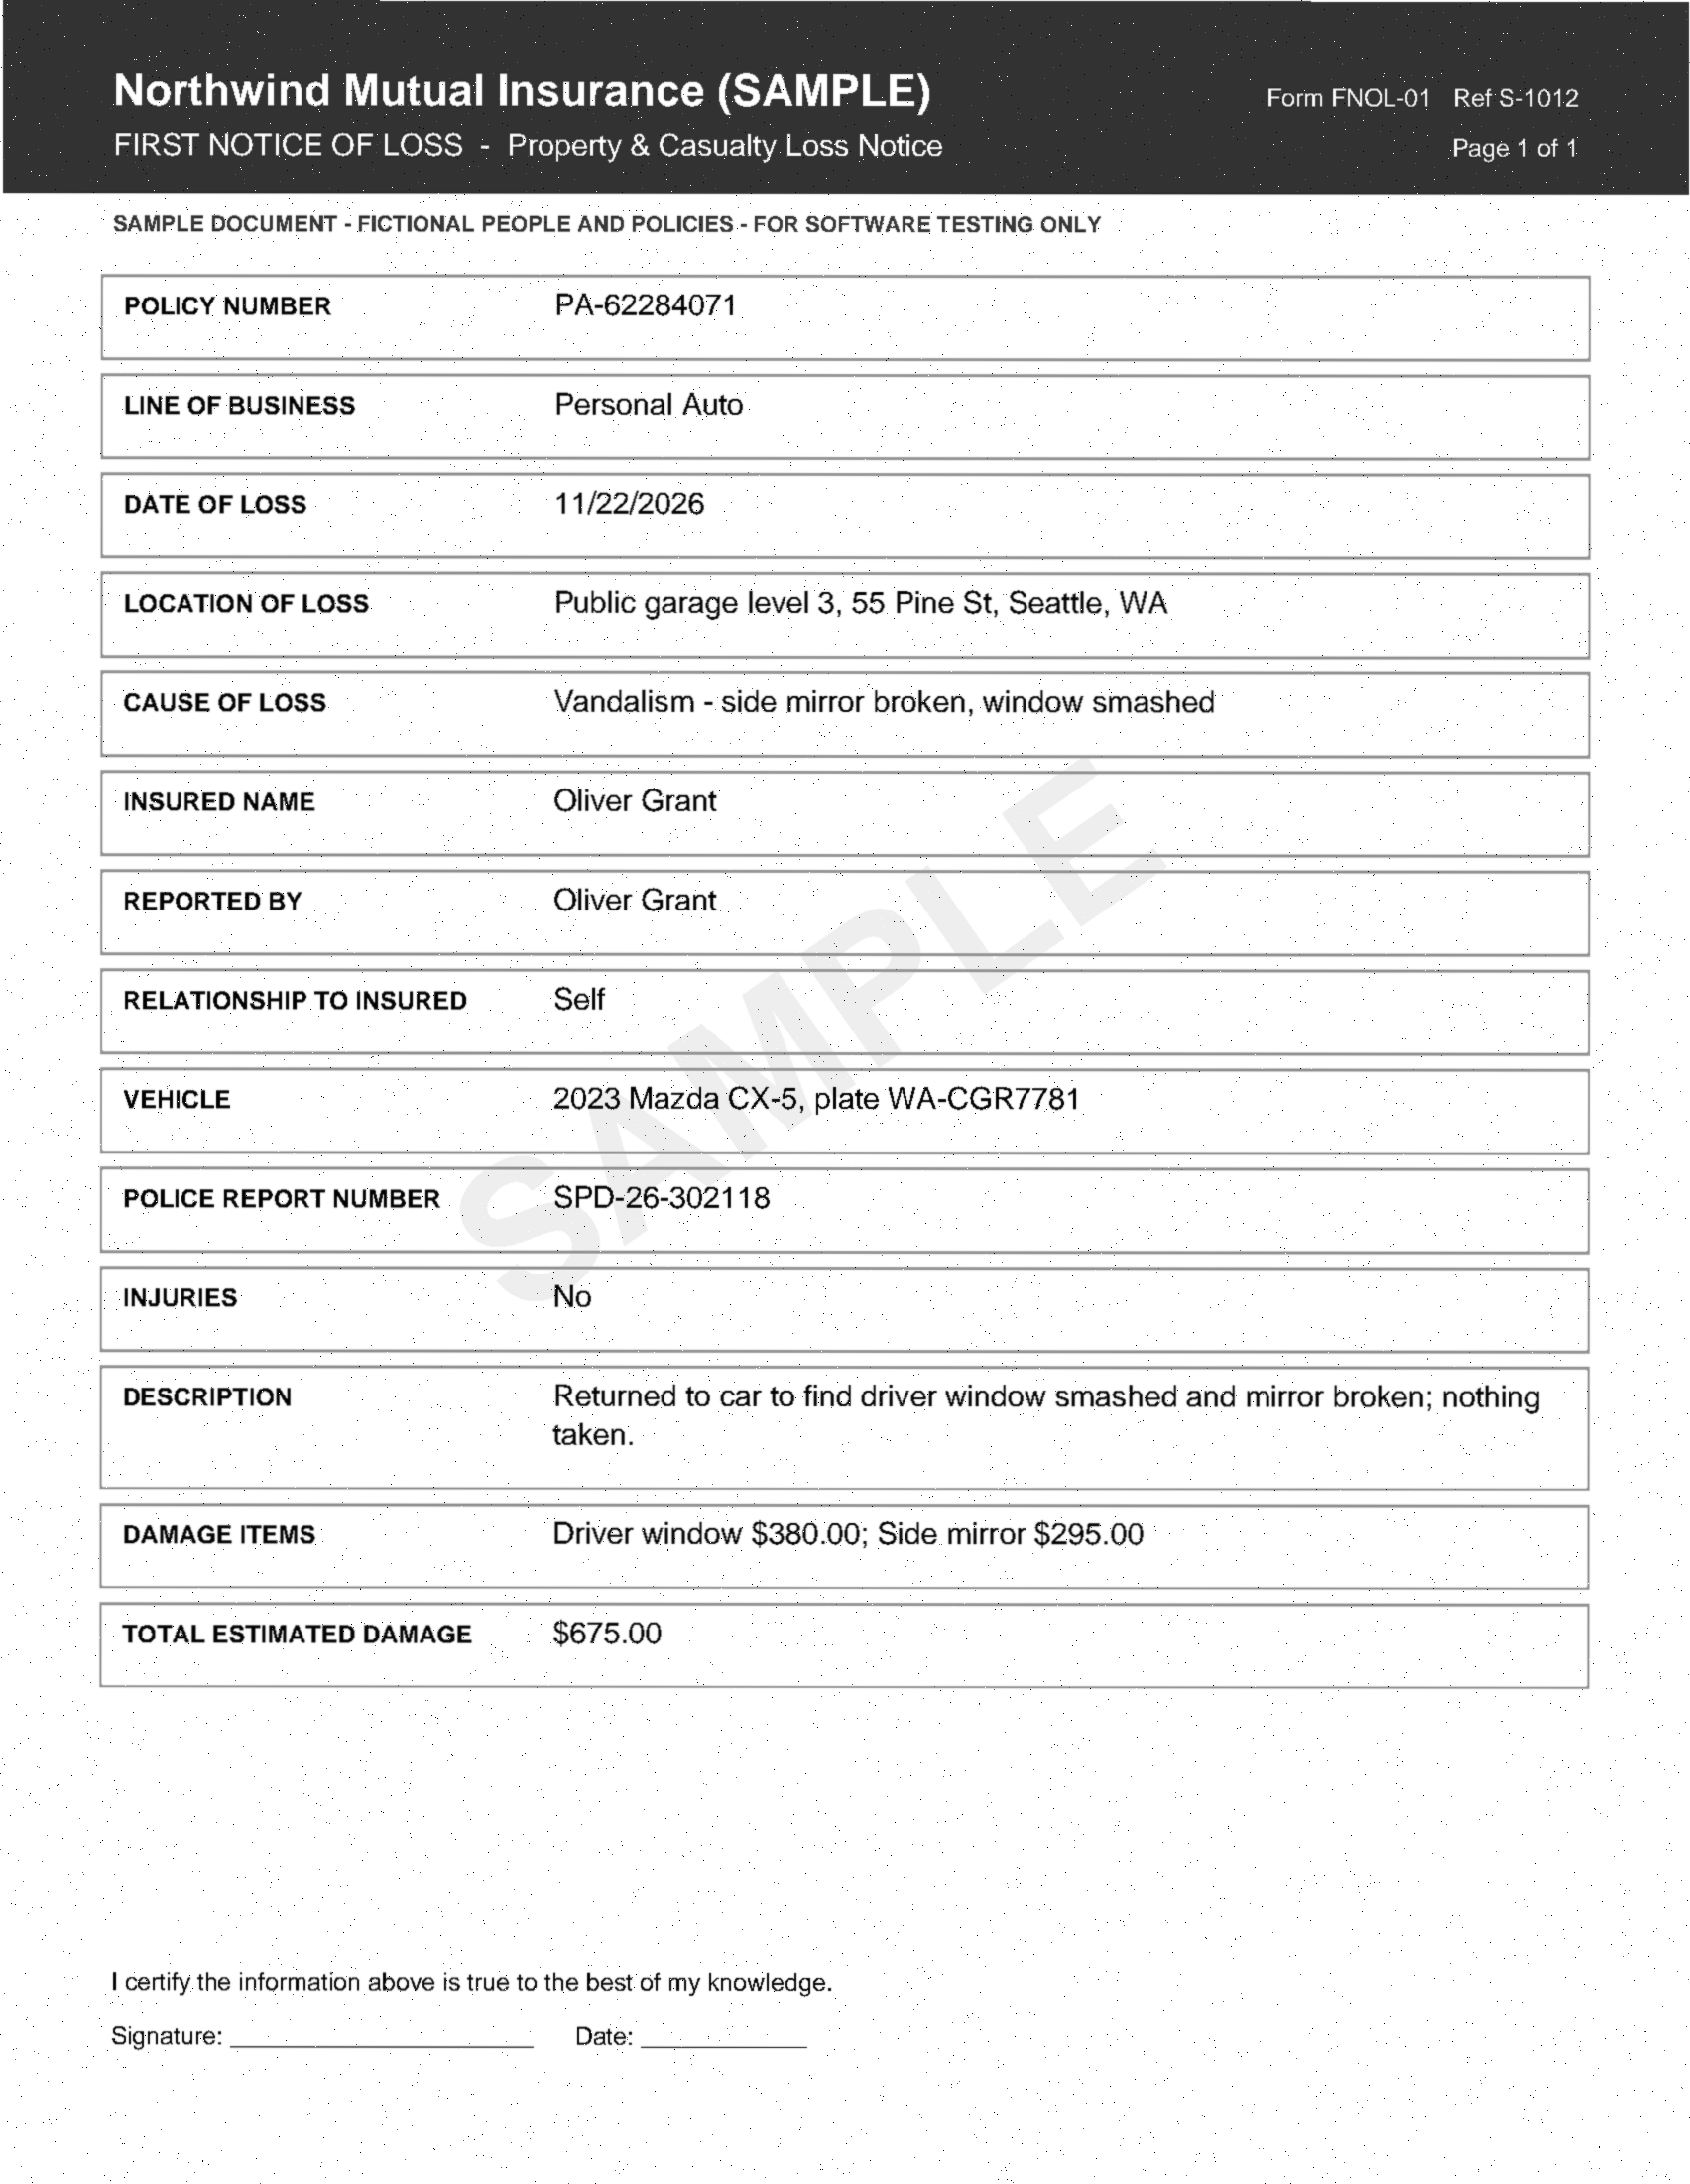 Northwind Mutual Insurance (SAMPLE)
Form FNOL-01 Ref S-1012
FIRST NOTICE OF LOSS - Property & Casualty Loss Notice
Page 1 of 1
SAMPLE DOCUMENT - FICTIONAL PEOPLE AND POLICIES - FOR SOFTWARE TESTING ONLY
POLICY NUMBER PA-62284071
LINE OF BUSINESS Personal Auto
DATE OF LOSS 11/22/2026
LOCATION OF LOSS Public garage level 3, 55 Pine St, Seattle, WA
CAUSE OF LOSS Vandalism - side mirror broken, window smashed
INSURED NAME Oliver Grant
REPORTED BY Oliver Grant
RELATIONSHIP TO INSURED Self
VEHICLE 2023 Mazda CX-5, plate WA-CGR7781
POLICE REPORT NUMBER SPD-26-302118
INJURIES No
DESCRIPTION Returned to car to find driver window smashed and mirror broken; nothing
taken.
DAMAGE ITEMS Driver window $380.00; Side mirror $295.00
TOTAL ESTIMATED DAMAGE $675.00
SAMPLE
I certify the information above is true to the best of my knowledge.
Signature: Date: